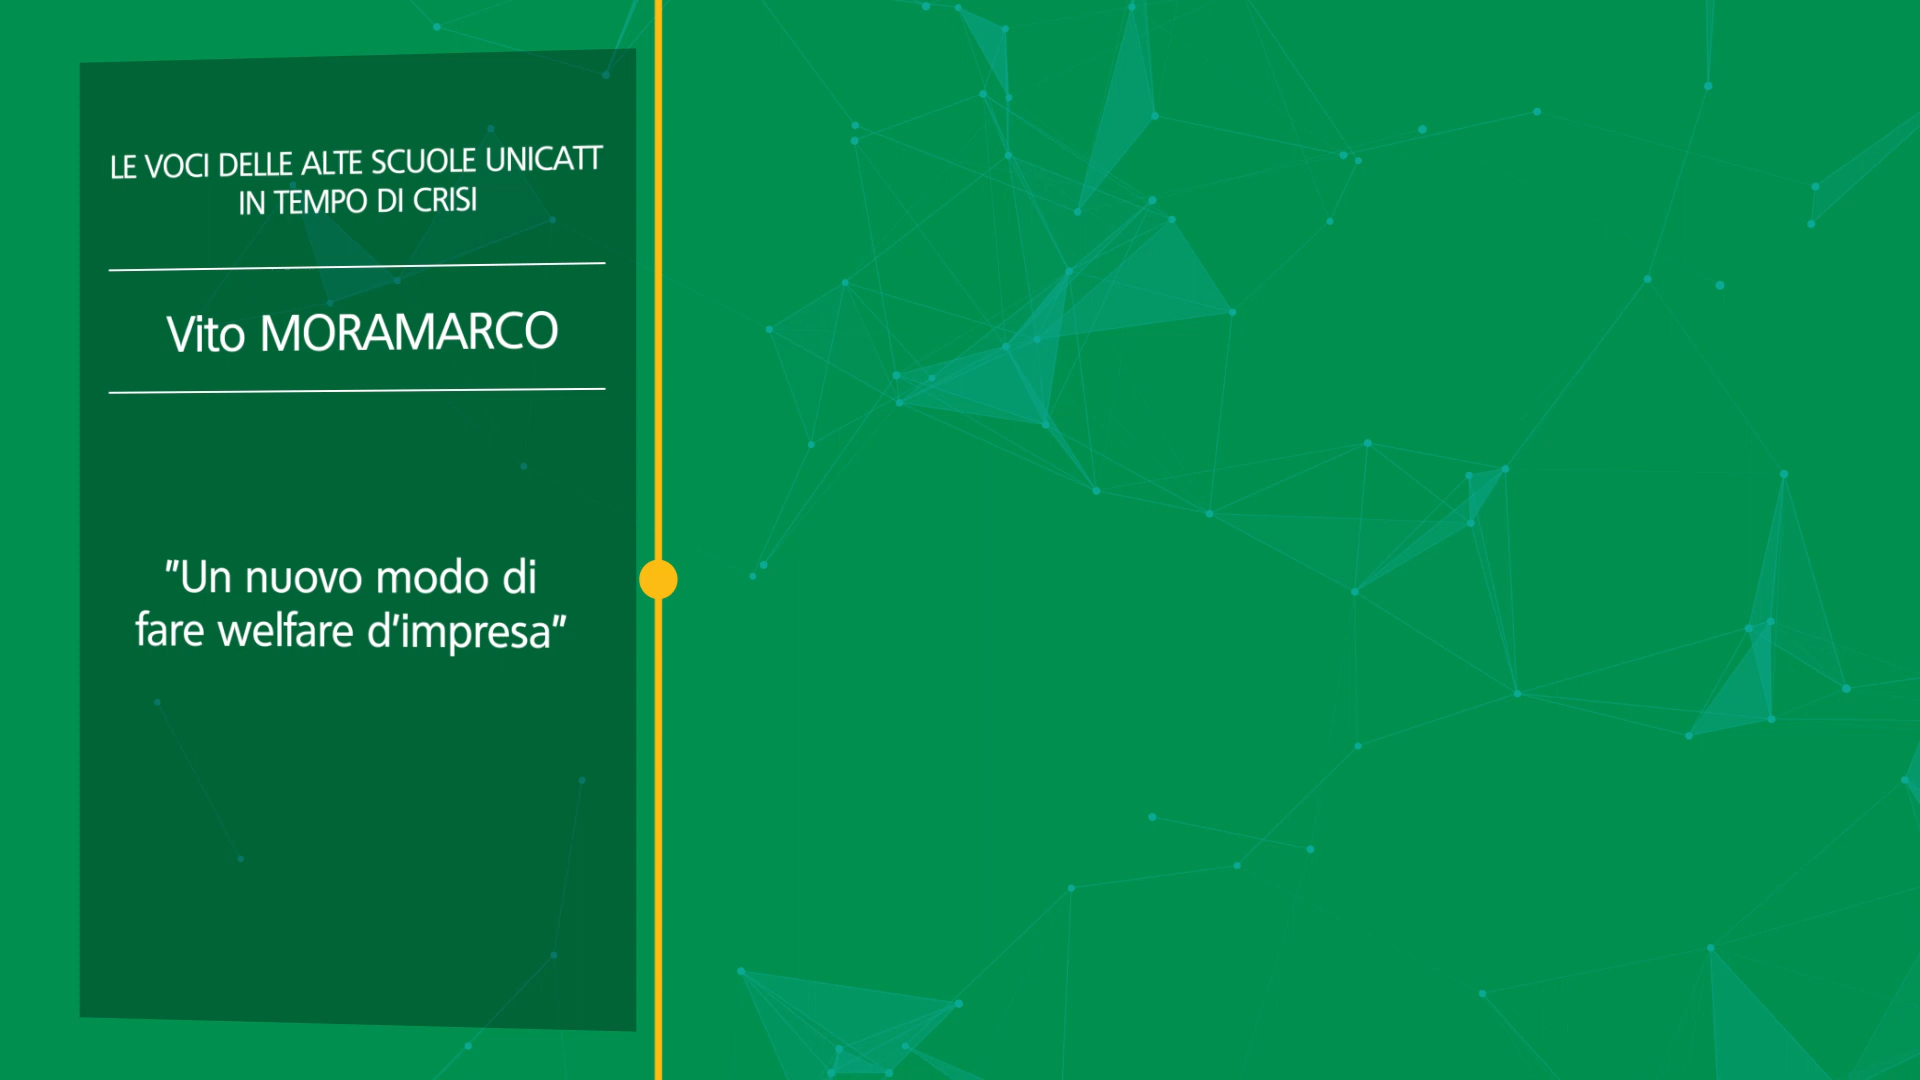 LE VOCI DELLE ALTE SCUOLE UNICATT
IN TEMPO DI CRISI
Vito MORAMARCO
"Un nuovo modo di
fare welfare d'impresa"